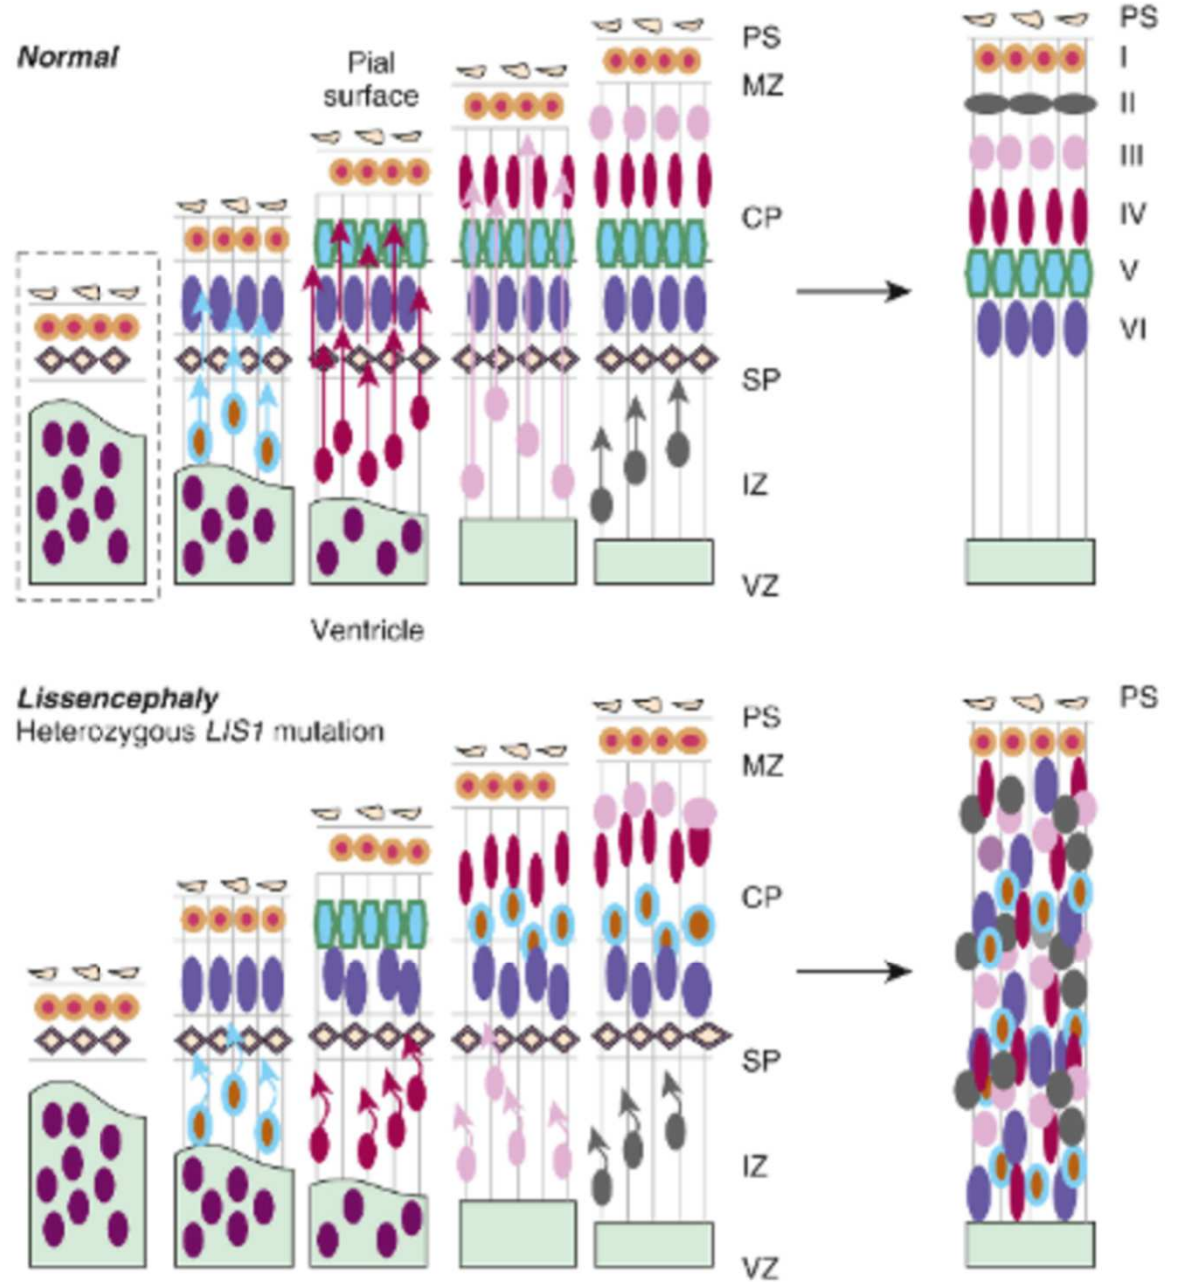 Normal
Pial
surface
PS
MZ
CP
SP
IZ
VZ
PS
I
II
III
IV
V
VI
Ventricle
Lissencephaly
Heterozygous LIS1 mutation
PS
MZ
CP
SP
IZ
VZ
PS